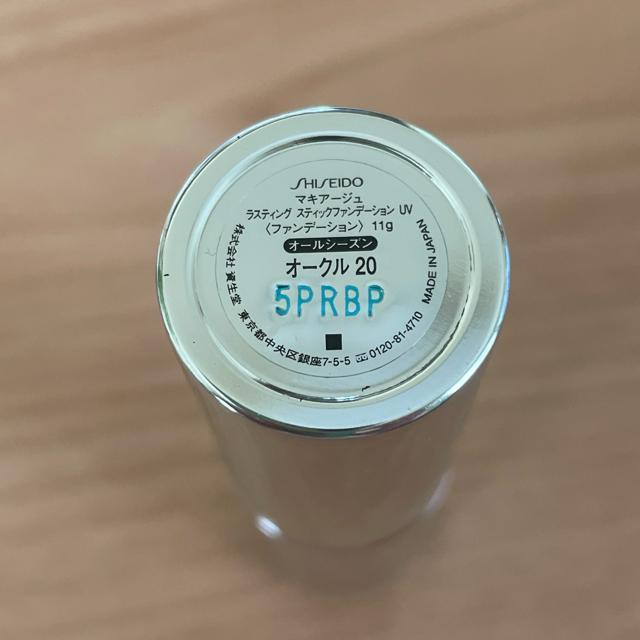 SHISEIDO
マキアージュ
ラスティング スティックファンデーション UV
〈ファンデーション〉 11g
オールシーズン
オークル 20
5PRBP
株式会社 資生堂 東京都中央区銀座7-5-5 0120-81-4710 MADE IN JAPAN